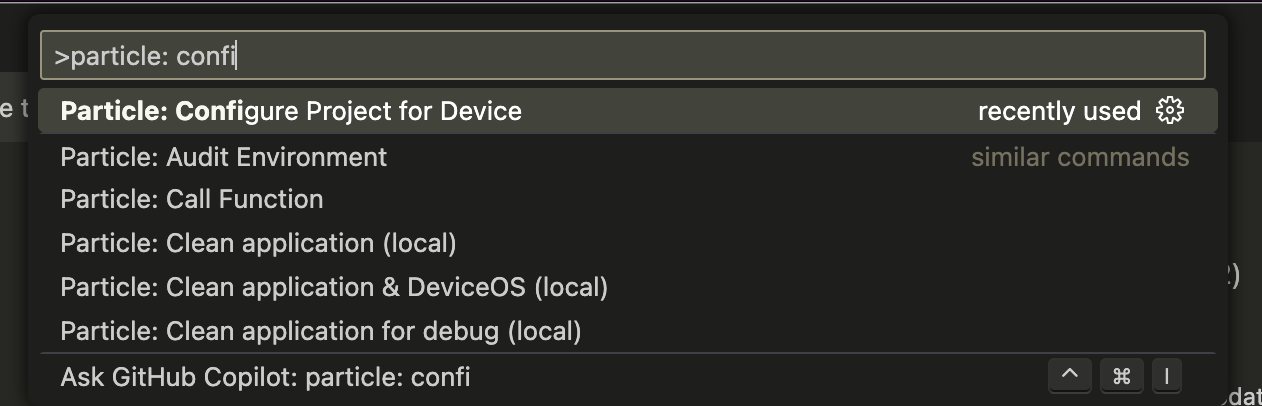 >particle: confi
e t
Particle: Configure Project for Device recently used
Particle: Audit Environment similar commands
Particle: Call Function
Particle: Clean application (local)
Particle: Clean application & DeviceOS (local)
)
Particle: Clean application for debug (local)
Ask GitHub Copilot: particle: confi ^ ⌘ I
dat